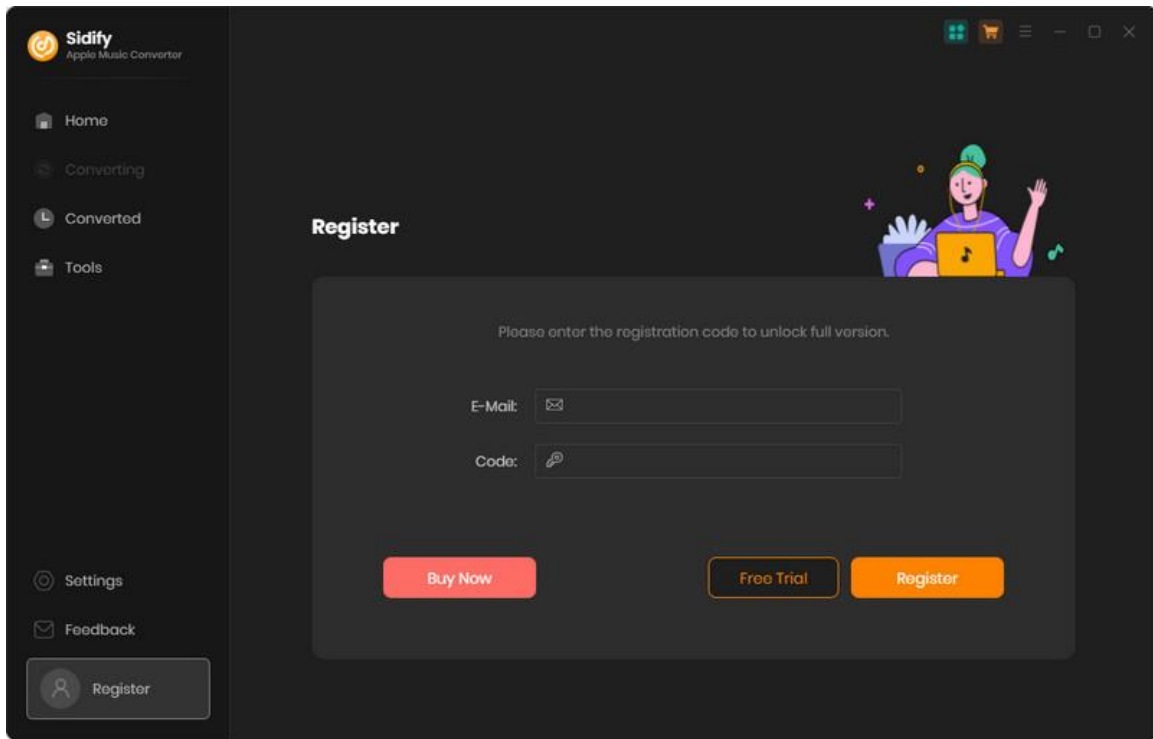 Sidify
Apple Music Converter
Home
Converting
Converted
Tools
Register
Please enter the registration code to unlock full version.
E-Mail:
Code:
Buy Now
Free Trial
Register
Settings
Feedback
Register